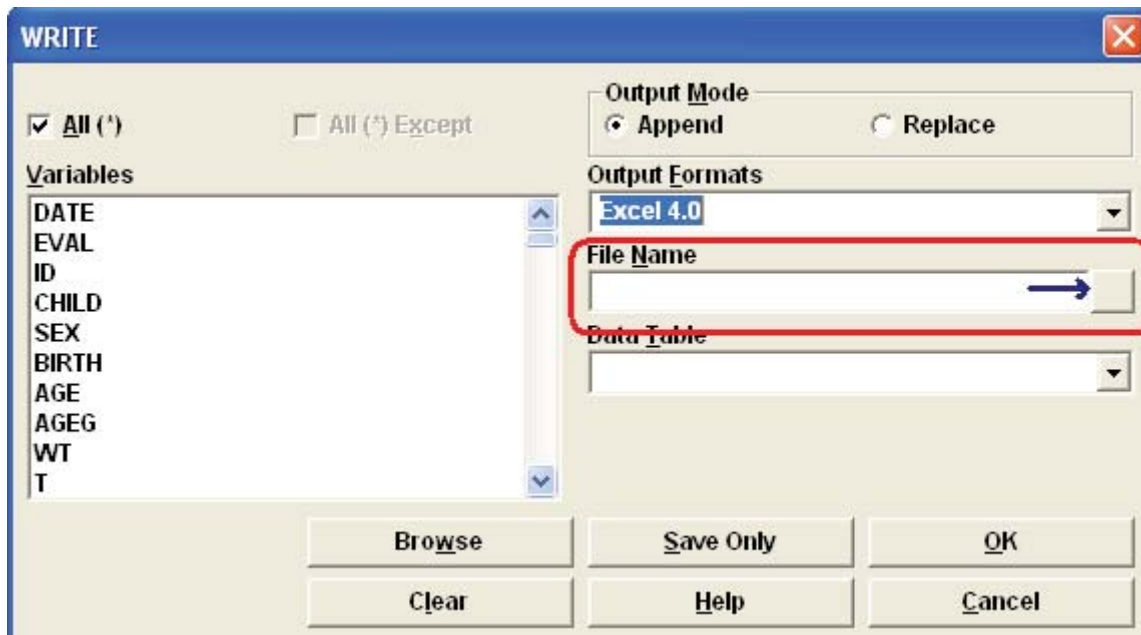 WRITE
All (*)
All (*) Except
Variables
DATE
EVAL
ID
CHILD
SEX
BIRTH
AGE
AGEG
WT
T
Output Mode
Append
Replace
Output Formats
Excel 4.0
File Name
Data Table
Browse
Save Only
OK
Clear
Help
Cancel